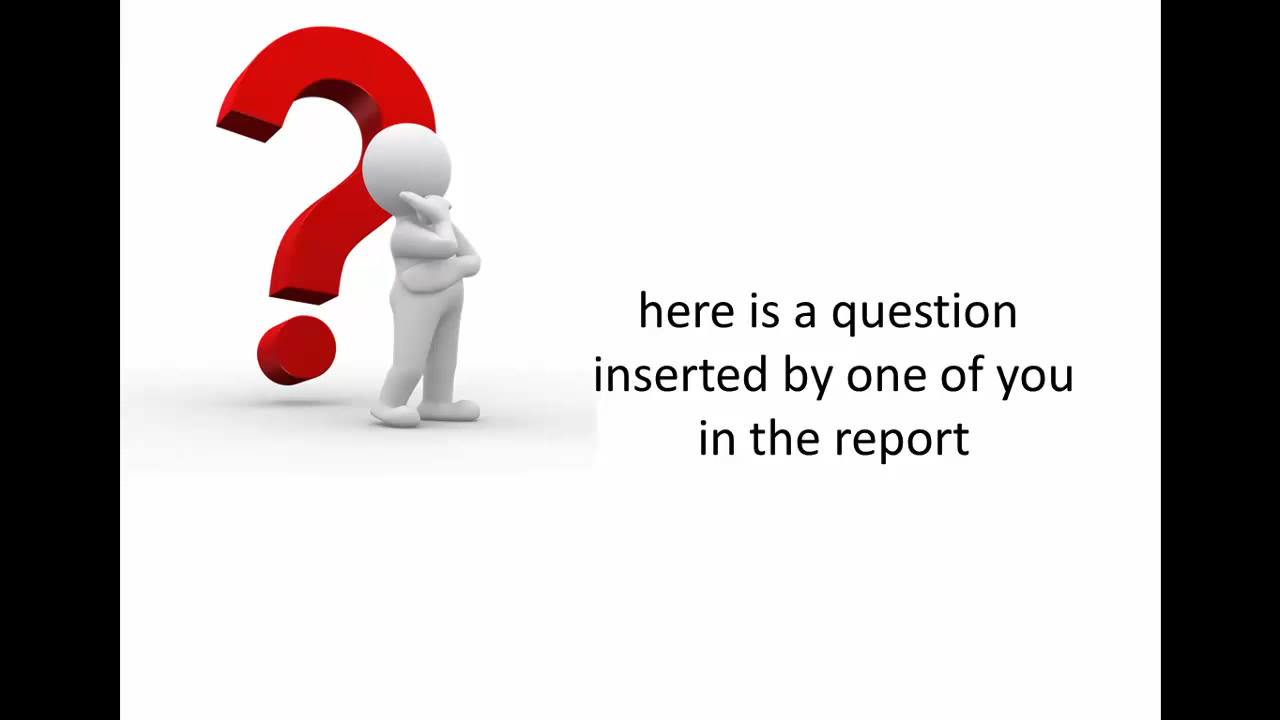 here is a question
inserted by one of you
in the report